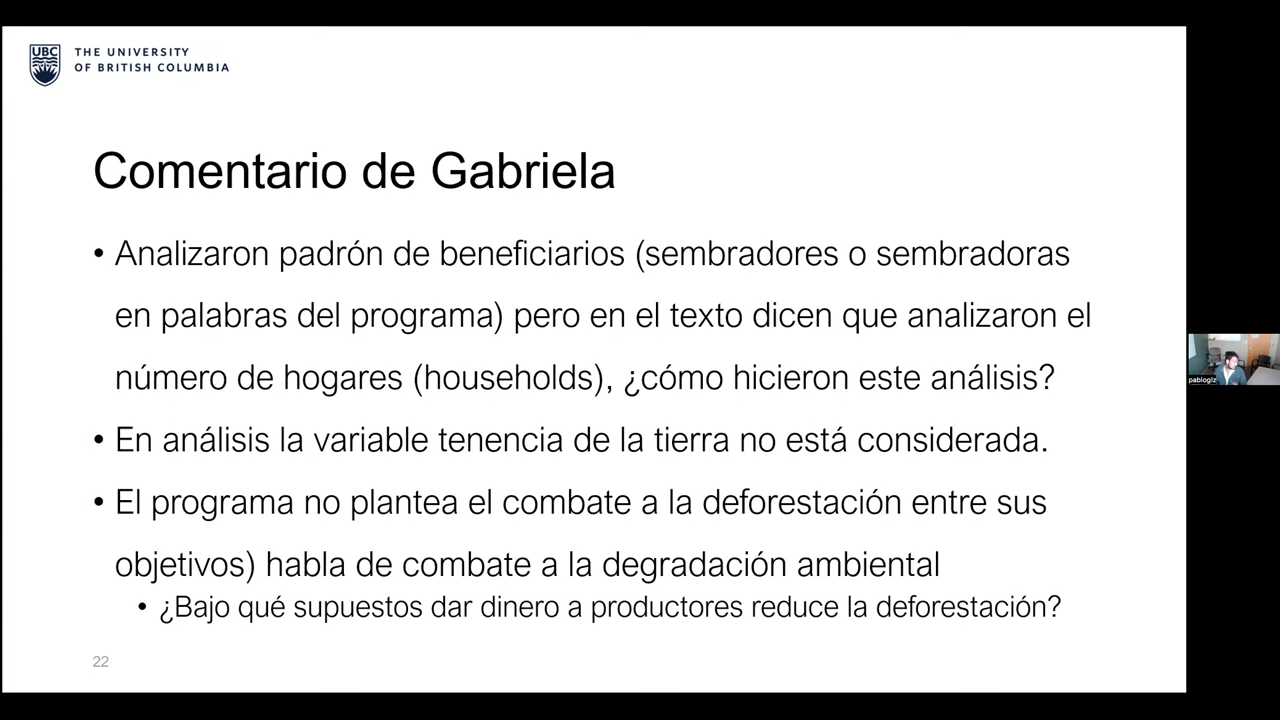 UBC
THE UNIVERSITY
OF BRITISH COLUMBIA
Comentario de Gabriela
• Analizaron padrón de beneficiarios (sembradores o sembradoras
en palabras del programa) pero en el texto dicen que analizaron el
número de hogares (households), ¿cómo hicieron este análisis?
• En análisis la variable tenencia de la tierra no está considerada.
• El programa no plantea el combate a la deforestación entre sus
objetivos) habla de combate a la degradación ambiental
• ¿Bajo qué supuestos dar dinero a productores reduce la deforestación?
22
pabloglz